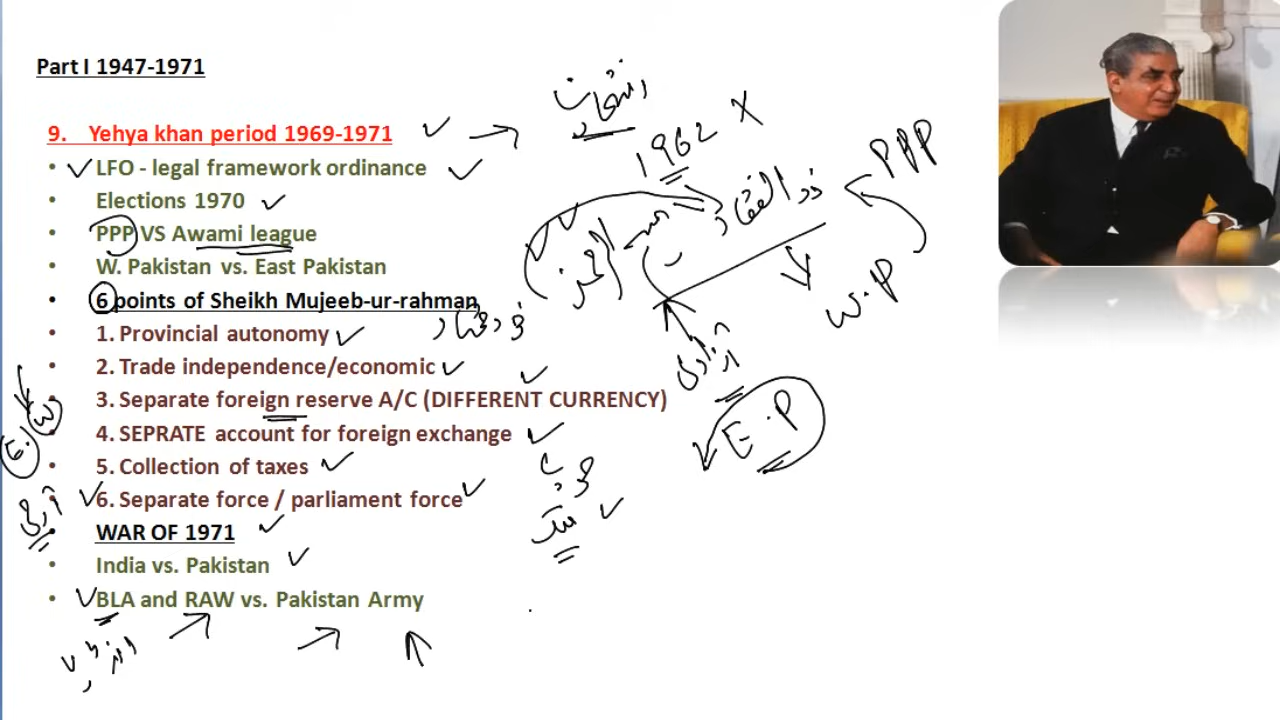 Part I 1947-1971
9. Yehya khan period 1969-1971
انتخابات
1962 X
• LFO - legal framework ordinance
PPP
• Elections 1970
ذوالفقار
• PPP VS Awami league
• W. Pakistan vs. East Pakistan
W.P
• 6 points of Sheikh Mujeeb-ur-rahman
• 1. Provincial autonomy
• 2. Trade independence/economic
آزادی
• 3. Separate foreign reserve A/C (DIFFERENT CURRENCY)
E.P
• 4. SEPRATE account for foreign exchange
• 5. Collection of taxes
• 6. Separate force / parliament force
• WAR OF 1971
• India vs. Pakistan
• BLA and RAW vs. Pakistan Army